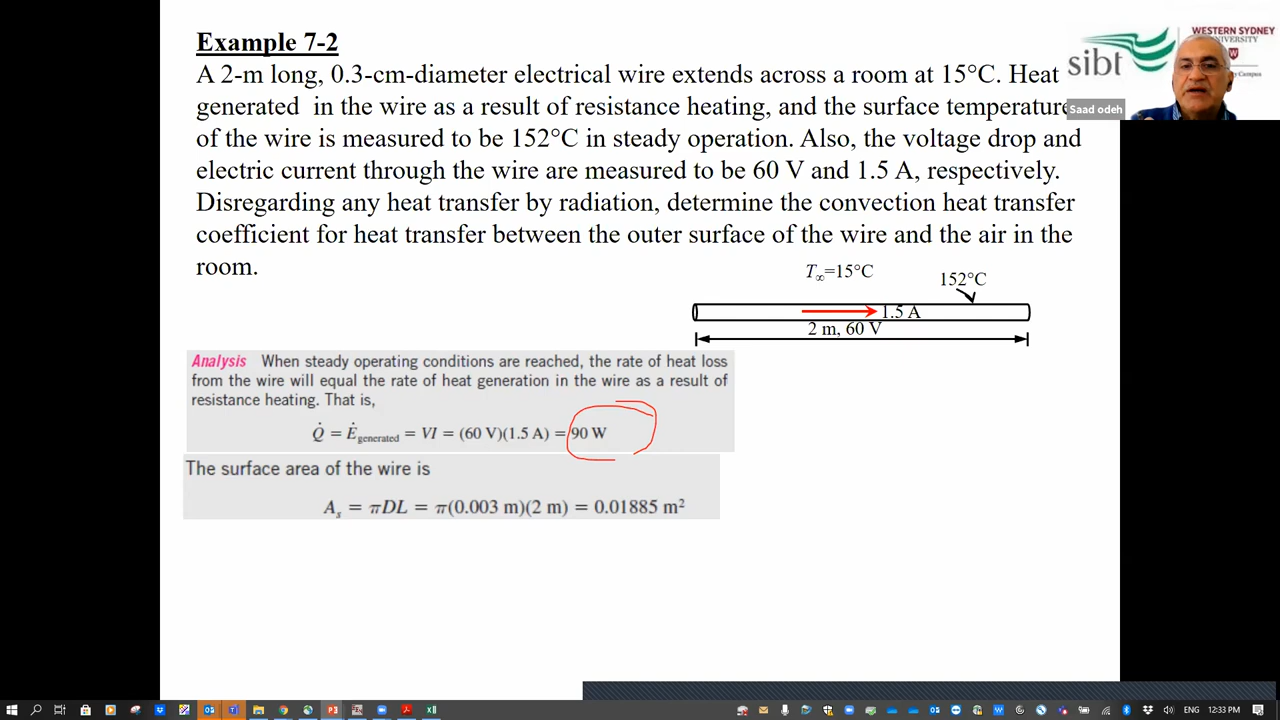 Example 7-2
A 2-m long, 0.3-cm-diameter electrical wire extends across a room at 15°C. Heat
generated in the wire as a result of resistance heating, and the surface temperature
of the wire is measured to be 152°C in steady operation. Also, the voltage drop and
electric current through the wire are measured to be 60 V and 1.5 A, respectively.
Disregarding any heat transfer by radiation, determine the convection heat transfer
coefficient for heat transfer between the outer surface of the wire and the air in the
room.
sibt
WESTERN SYDNEY
UNIVERSITY
W
Campus
Saad odeh
T∞=15°C
152°C
1.5 A
2 m, 60 V
Analysis When steady operating conditions are reached, the rate of heat loss
from the wire will equal the rate of heat generation in the wire as a result of
resistance heating. That is,
Q̇ = Ė generated = VI = (60 V)(1.5 A) = 90 W
The surface area of the wire is
A_s = πDL = π(0.003 m)(2 m) = 0.01885 m²
ENG 12:33 PM